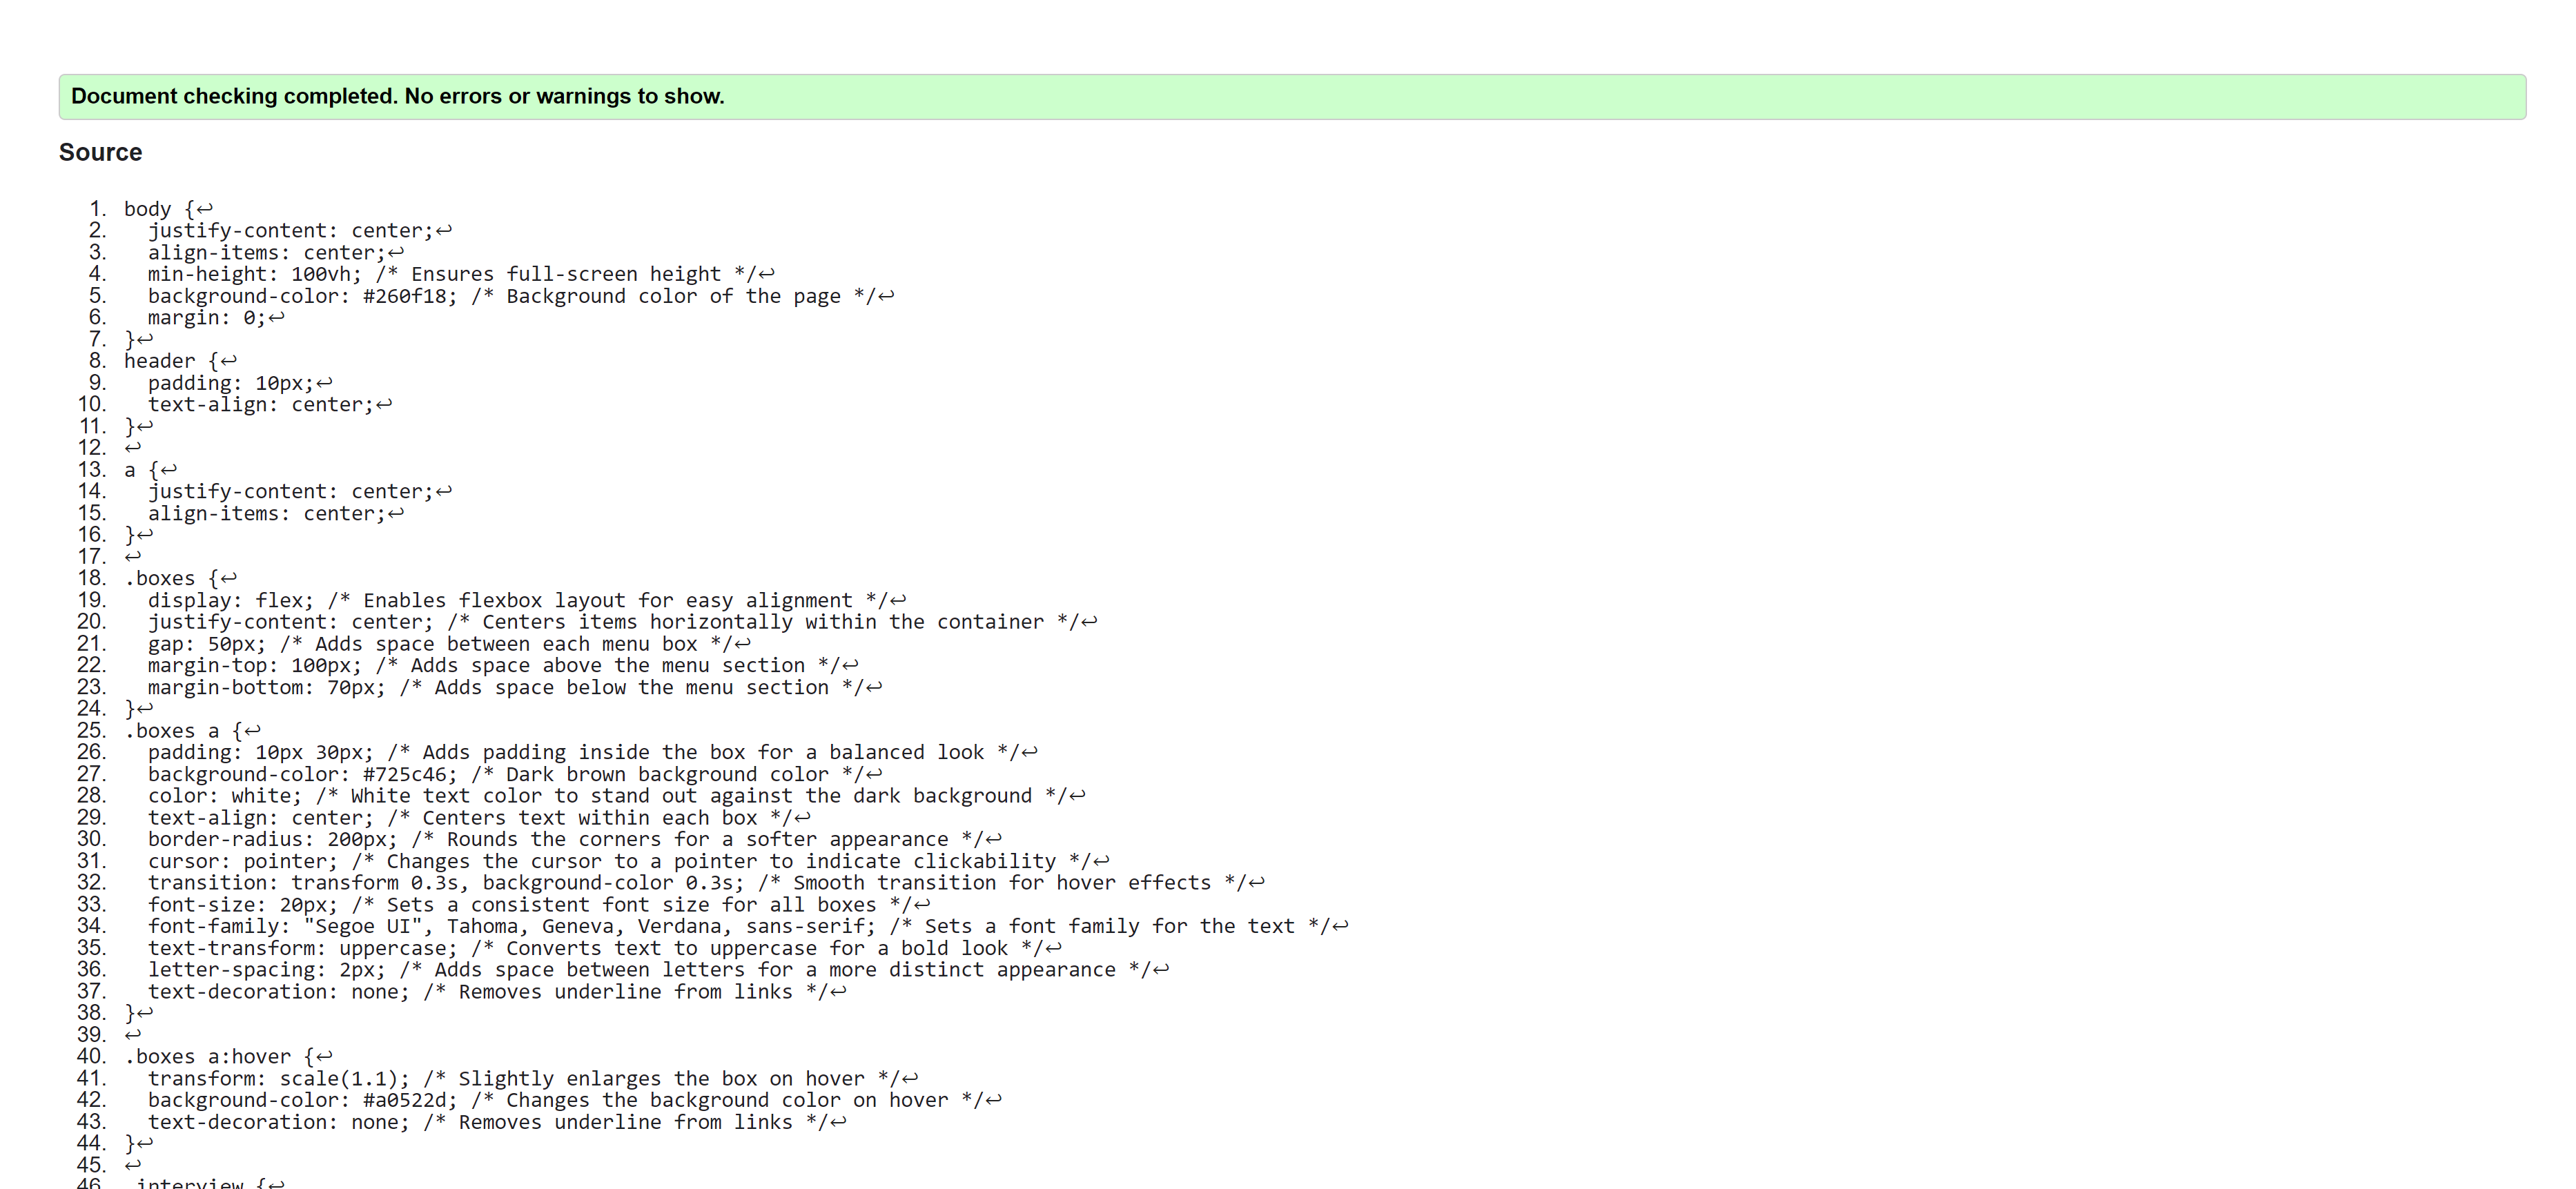 Document checking completed. No errors or warnings to show.
Source
1. body {↩
2.   justify-content: center;↩
3.   align-items: center;↩
4.   min-height: 100vh; /* Ensures full-screen height */↩
5.   background-color: #260f18; /* Background color of the page */↩
6.   margin: 0;↩
7. }↩
8. header {↩
9.   padding: 10px;↩
10.   text-align: center;↩
11. }↩
12. ↩
13. a {↩
14.   justify-content: center;↩
15.   align-items: center;↩
16. }↩
17. ↩
18. .boxes {↩
19.   display: flex; /* Enables flexbox layout for easy alignment */↩
20.   justify-content: center; /* Centers items horizontally within the container */↩
21.   gap: 50px; /* Adds space between each menu box */↩
22.   margin-top: 100px; /* Adds space above the menu section */↩
23.   margin-bottom: 70px; /* Adds space below the menu section */↩
24. }↩
25. .boxes a {↩
26.   padding: 10px 30px; /* Adds padding inside the box for a balanced look */↩
27.   background-color: #725c46; /* Dark brown background color */↩
28.   color: white; /* White text color to stand out against the dark background */↩
29.   text-align: center; /* Centers text within each box */↩
30.   border-radius: 200px; /* Rounds the corners for a softer appearance */↩
31.   cursor: pointer; /* Changes the cursor to a pointer to indicate clickability */↩
32.   transition: transform 0.3s, background-color 0.3s; /* Smooth transition for hover effects */↩
33.   font-size: 20px; /* Sets a consistent font size for all boxes */↩
34.   font-family: "Segoe UI", Tahoma, Geneva, Verdana, sans-serif; /* Sets a font family for the text */↩
35.   text-transform: uppercase; /* Converts text to uppercase for a bold look */↩
36.   letter-spacing: 2px; /* Adds space between letters for a more distinct appearance */↩
37.   text-decoration: none; /* Removes underline from links */↩
38. }↩
39. ↩
40. .boxes a:hover {↩
41.   transform: scale(1.1); /* Slightly enlarges the box on hover */↩
42.   background-color: #a0522d; /* Changes the background color on hover */↩
43.   text-decoration: none; /* Removes underline from links */↩
44. }↩
45. ↩
46. .interview {↩